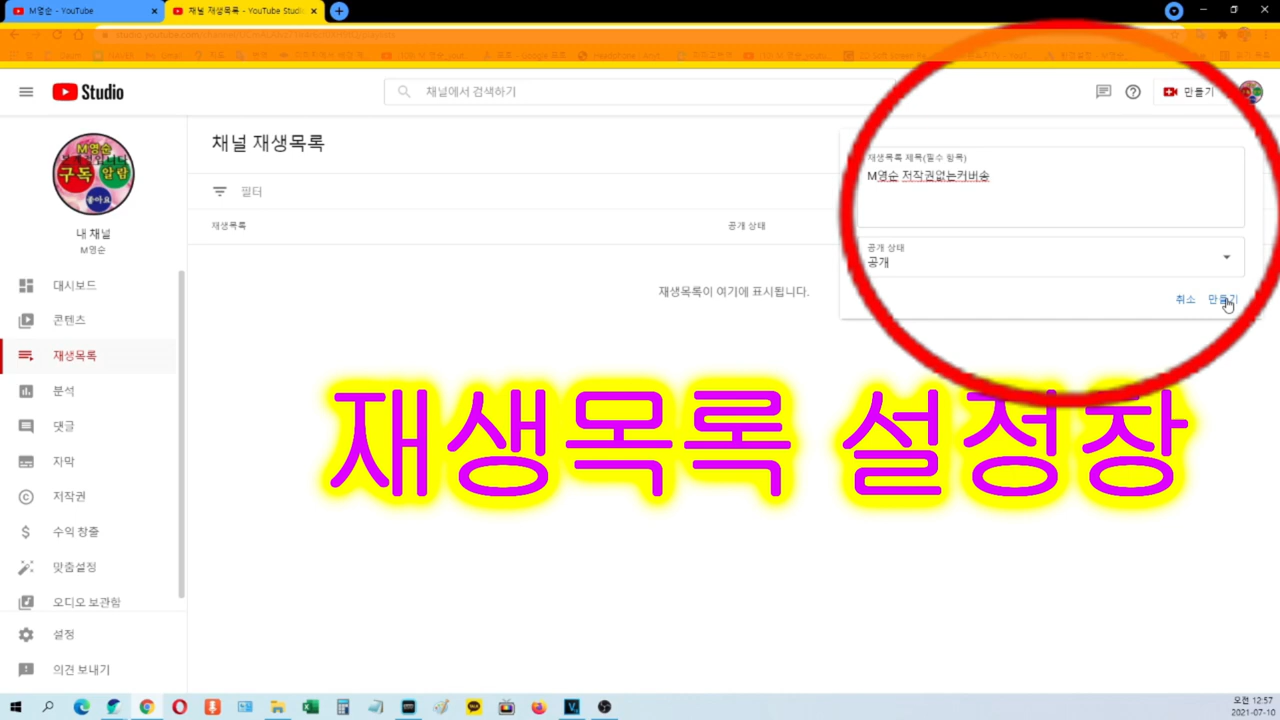 M영순 - YouTube
채널 재생목록 - YouTube Studio
Studio
채널에서 검색하기
만들기
M영순
구독 알람
좋아요
내 채널
M영순
대시보드
콘텐츠
재생목록
분석
댓글
자막
저작권
수익 창출
맞춤설정
오디오 보관함
설정
의견 보내기
채널 재생목록
필터
재생목록
공개 상태
재생목록이 여기에 표시됩니다.
재생목록 제목(필수 항목)
M영순 저작권없는커버송
공개 상태
공개
취소 만들기
재생목록 설정장
오전 12:57
2021-07-10